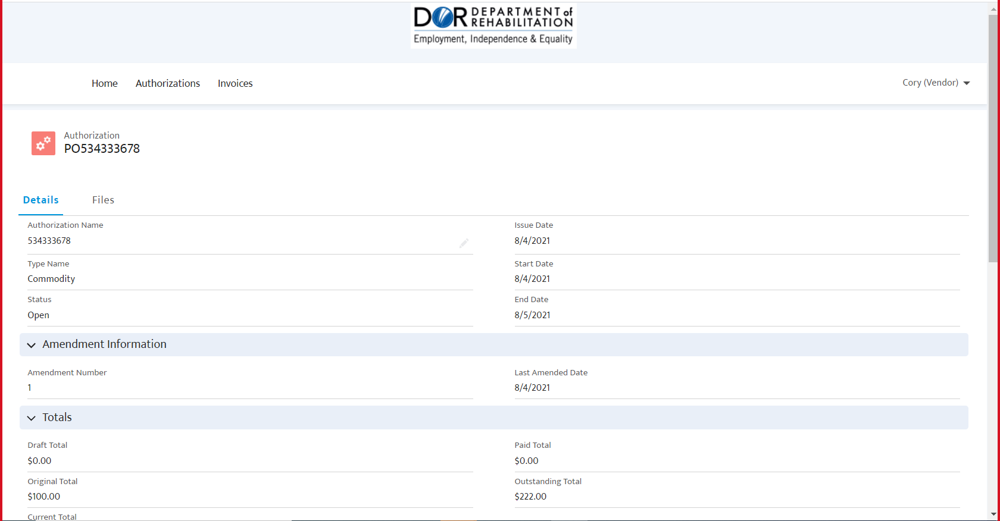 DOR DEPARTMENT of REHABILITATION
Employment, Independence & Equality
Home Authorizations Invoices Cory (Vendor)
Authorization
PO534333678
Details Files
Authorization Name Issue Date
534333678 8/4/2021
Type Name Start Date
Commodity 8/4/2021
Status End Date
Open 8/5/2021
Amendment Information
Amendment Number Last Amended Date
1 8/4/2021
Totals
Draft Total Paid Total
$0.00 $0.00
Original Total Outstanding Total
$100.00 $222.00
Current Total